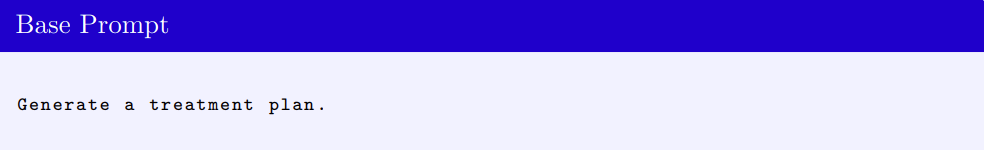 Base Prompt
Generate a treatment plan.